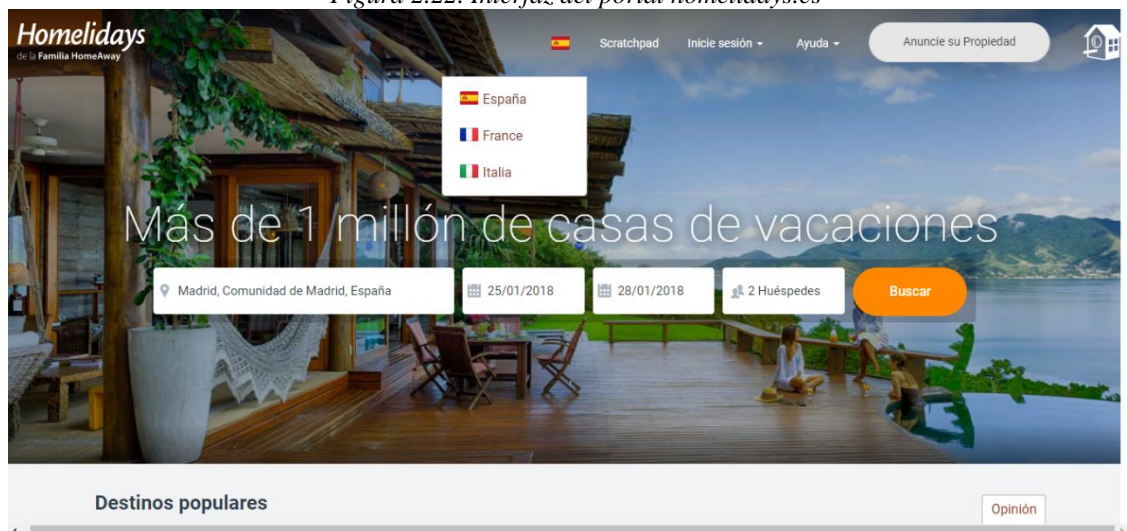 Figura 2.22: Interfaz del portal homelidays.es
Homelidays
de la Familia HomeAway
Scratchpad
Inicie sesión
Ayuda
Anuncie su Propiedad
España
France
Italia
Más de 1 millón de casas de vacaciones
Madrid, Comunidad de Madrid, España
25/01/2018
28/01/2018
2 Huéspedes
Buscar
Destinos populares
Opinión